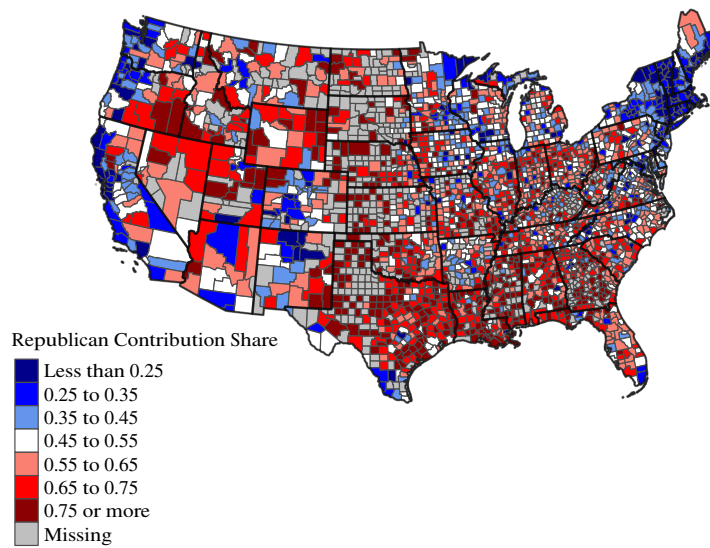 Republican Contribution Share
Less than 0.25
0.25 to 0.35
0.35 to 0.45
0.45 to 0.55
0.55 to 0.65
0.65 to 0.75
0.75 or more
Missing